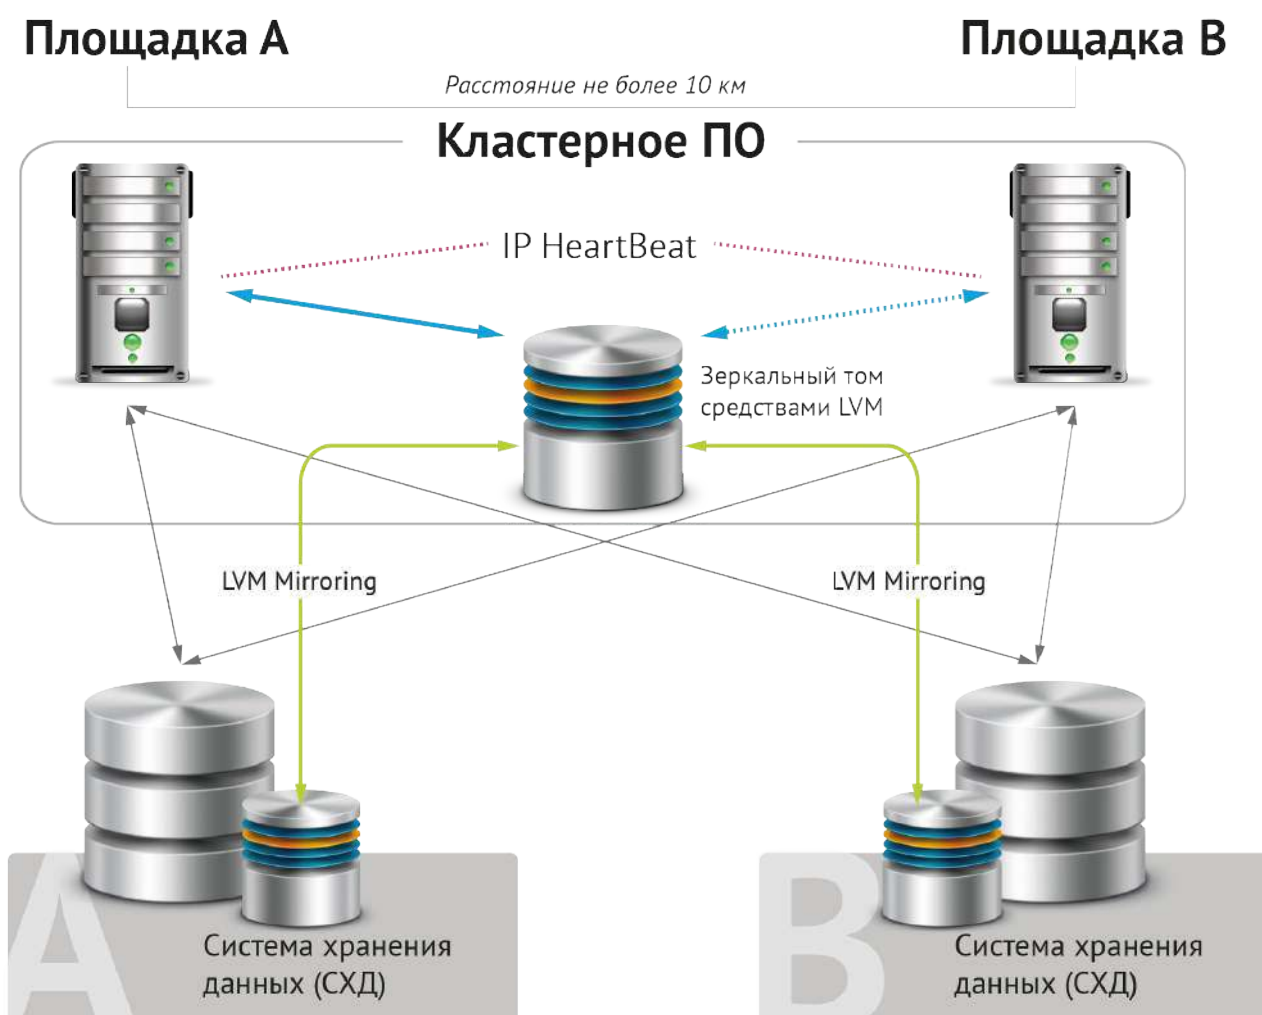 Площадка A
Площадка B
Расстояние не более 10 км
Кластерное ПО
IP HeartBeat
Зеркальный том
средствами LVM
LVM Mirroring
LVM Mirroring
A
Система хранения
данных (СХД)
B
Система хранения
данных (СХД)